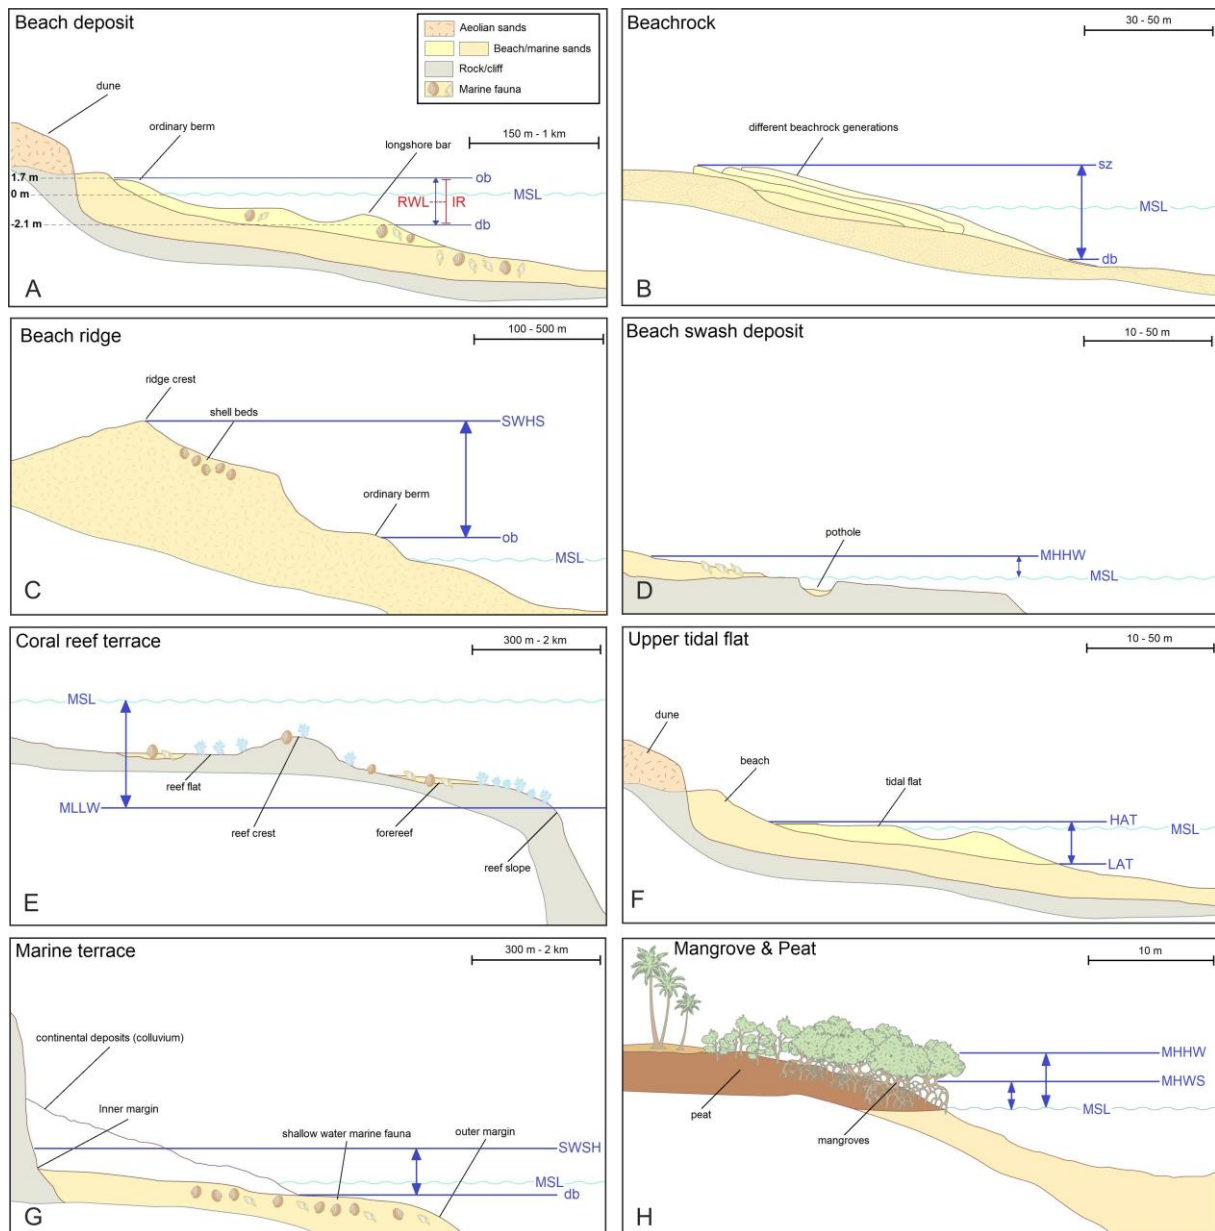 Beach deposit
Aeolian sands
Beach/marine sands
Rock/cliff
Marine fauna
dune
ordinary berm
longshore bar
150 m - 1 km
1.7 m
0 m
-2.1 m
ob
MSL
RWL
IR
db
A
Beachrock
30 - 50 m
different beachrock generations
sz
MSL
db
B
Beach ridge
100 - 500 m
ridge crest
shell beds
SWHS
ordinary berm
ob
MSL
C
Beach swash deposit
10 - 50 m
pothole
MHHW
MSL
D
Coral reef terrace
300 m - 2 km
MSL
reef flat
MLLW
reef crest
forereef
reef slope
E
Upper tidal flat
10 - 50 m
dune
beach
tidal flat
HAT
MSL
LAT
F
Marine terrace
300 m - 2 km
continental deposits (colluvium)
Inner margin
shallow water marine fauna
outer margin
SWSH
MSL
db
G
Mangrove & Peat
10 m
MHHW
MHWS
MSL
peat
mangroves
H